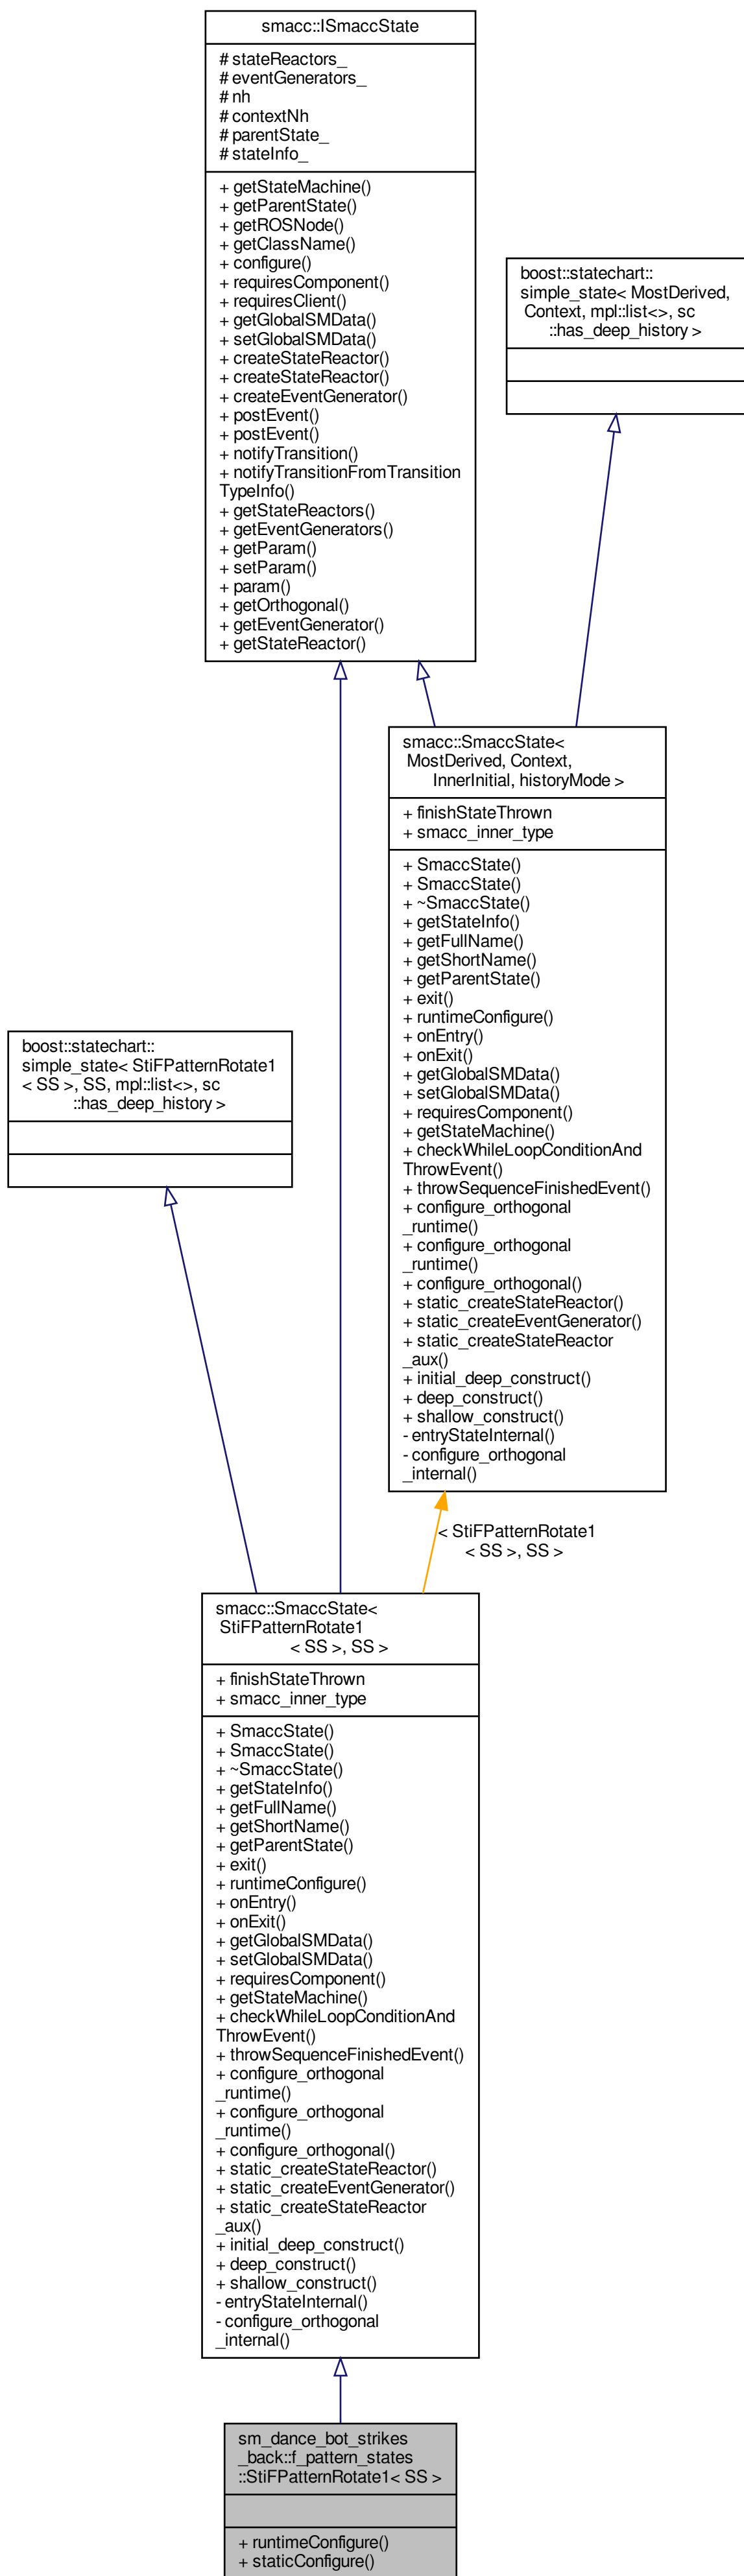 smacc::ISmaccState
# stateReactors_
# eventGenerators_
# nh
# contextNh
# parentState_
# stateInfo_
+ getStateMachine()
+ getParentState()
+ getROSNode()
+ getClassName()
+ configure()
+ requiresComponent()
+ requiresClient()
+ getGlobalSMData()
+ setGlobalSMData()
+ createStateReactor()
+ createStateReactor()
+ createEventGenerator()
+ postEvent()
+ postEvent()
+ notifyTransition()
+ notifyTransitionFromTransition
TypeInfo()
+ getStateReactors()
+ getEventGenerators()
+ getParam()
+ setParam()
+ param()
+ getOrthogonal()
+ getEventGenerator()
+ getStateReactor()
boost::statechart::
simple_state< MostDerived,
Context, mpl::list<>, sc
::has_deep_history >
smacc::SmaccState<
MostDerived, Context,
InnerInitial, historyMode >
+ finishStateThrown
+ smacc_inner_type
+ SmaccState()
+ SmaccState()
+ ~SmaccState()
+ getStateInfo()
+ getFullName()
+ getShortName()
+ getParentState()
+ exit()
+ runtimeConfigure()
+ onEntry()
+ onExit()
+ getGlobalSMData()
+ setGlobalSMData()
+ requiresComponent()
+ getStateMachine()
+ checkWhileLoopConditionAnd
ThrowEvent()
+ throwSequenceFinishedEvent()
+ configure_orthogonal
_runtime()
+ configure_orthogonal
_runtime()
+ configure_orthogonal()
+ static_createStateReactor()
+ static_createEventGenerator()
+ static_createStateReactor
_aux()
+ initial_deep_construct()
+ deep_construct()
+ shallow_construct()
- entryStateInternal()
- configure_orthogonal
_internal()
boost::statechart::
simple_state< StiFPatternRotate1
< SS >, SS, mpl::list<>, sc
::has_deep_history >
< StiFPatternRotate1
< SS >, SS >
smacc::SmaccState<
StiFPatternRotate1
< SS >, SS >
+ finishStateThrown
+ smacc_inner_type
+ SmaccState()
+ SmaccState()
+ ~SmaccState()
+ getStateInfo()
+ getFullName()
+ getShortName()
+ getParentState()
+ exit()
+ runtimeConfigure()
+ onEntry()
+ onExit()
+ getGlobalSMData()
+ setGlobalSMData()
+ requiresComponent()
+ getStateMachine()
+ checkWhileLoopConditionAnd
ThrowEvent()
+ throwSequenceFinishedEvent()
+ configure_orthogonal
_runtime()
+ configure_orthogonal
_runtime()
+ configure_orthogonal()
+ static_createStateReactor()
+ static_createEventGenerator()
+ static_createStateReactor
_aux()
+ initial_deep_construct()
+ deep_construct()
+ shallow_construct()
- entryStateInternal()
- configure_orthogonal
_internal()
sm_dance_bot_strikes
_back::f_pattern_states
::StiFPatternRotate1< SS >
+ runtimeConfigure()
+ staticConfigure()